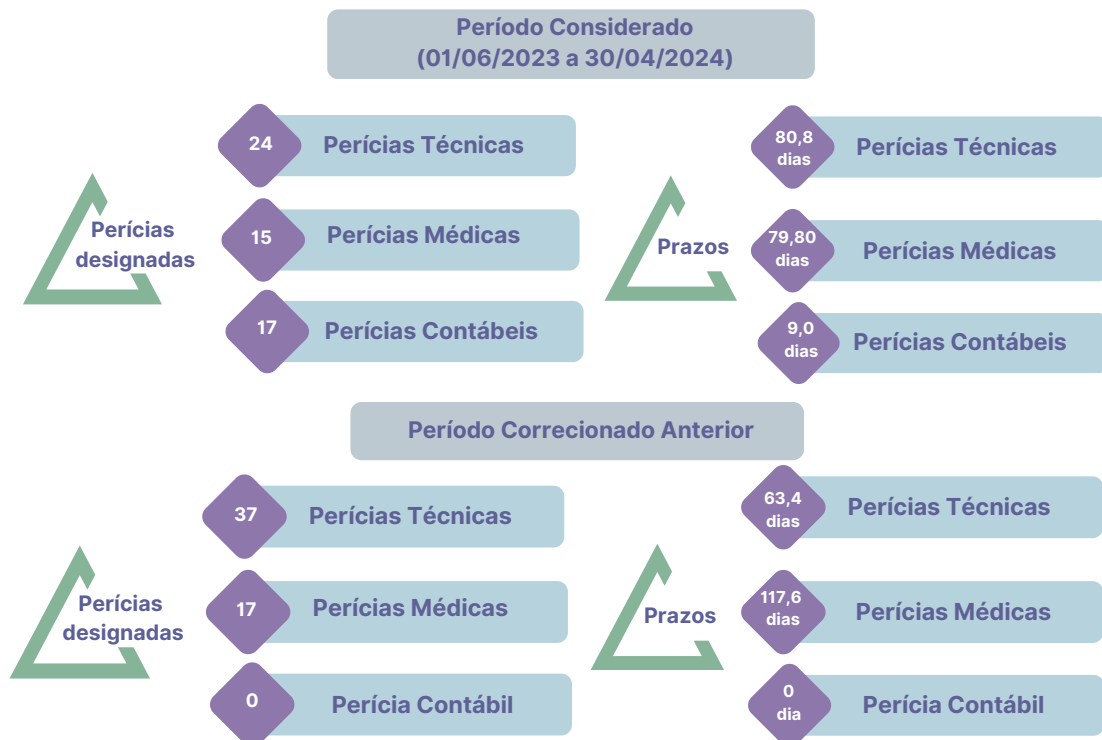 Período Considerado
(01/06/2023 a 30/04/2024)
Perícias
designadas
24
Perícias Técnicas
15
Perícias Médicas
17
Perícias Contábeis
Prazos
80,8
dias
Perícias Técnicas
79,80
dias
Perícias Médicas
9,0
dias
Perícias Contábeis
Período Correcionado Anterior
Perícias
designadas
37
Perícias Técnicas
17
Perícias Médicas
0
Perícia Contábil
Prazos
63,4
dias
Perícias Técnicas
117,6
dias
Perícias Médicas
0
dia
Perícia Contábil